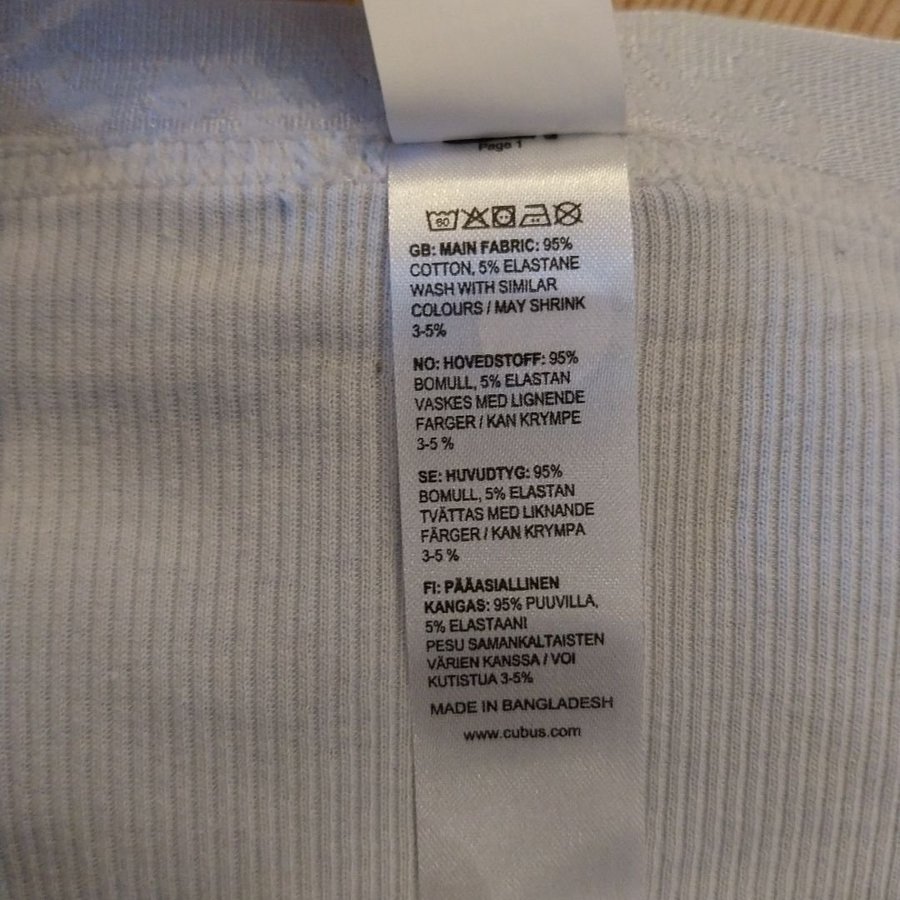 Page 1
60
GB: MAIN FABRIC: 95%
COTTON, 5% ELASTANE
WASH WITH SIMILAR
COLOURS / MAY SHRINK
3-5%
NO: HOVEDSTOFF: 95%
BOMULL, 5% ELASTAN
VASKES MED LIGNENDE
FARGER / KAN KRYMPE
3-5 %
SE: HUVUDTYG: 95%
BOMULL, 5% ELASTAN
TVÄTTAS MED LIKNANDE
FÄRGER / KAN KRYMPA
3-5 %
FI: PÄÄASIALLINEN
KANGAS: 95% PUUVILLA,
5% ELASTAANI
PESU SAMANKALTAISTEN
VÄRIEN KANSSA / VOI
KUTISTUA 3-5%
MADE IN BANGLADESH
www.cubus.com